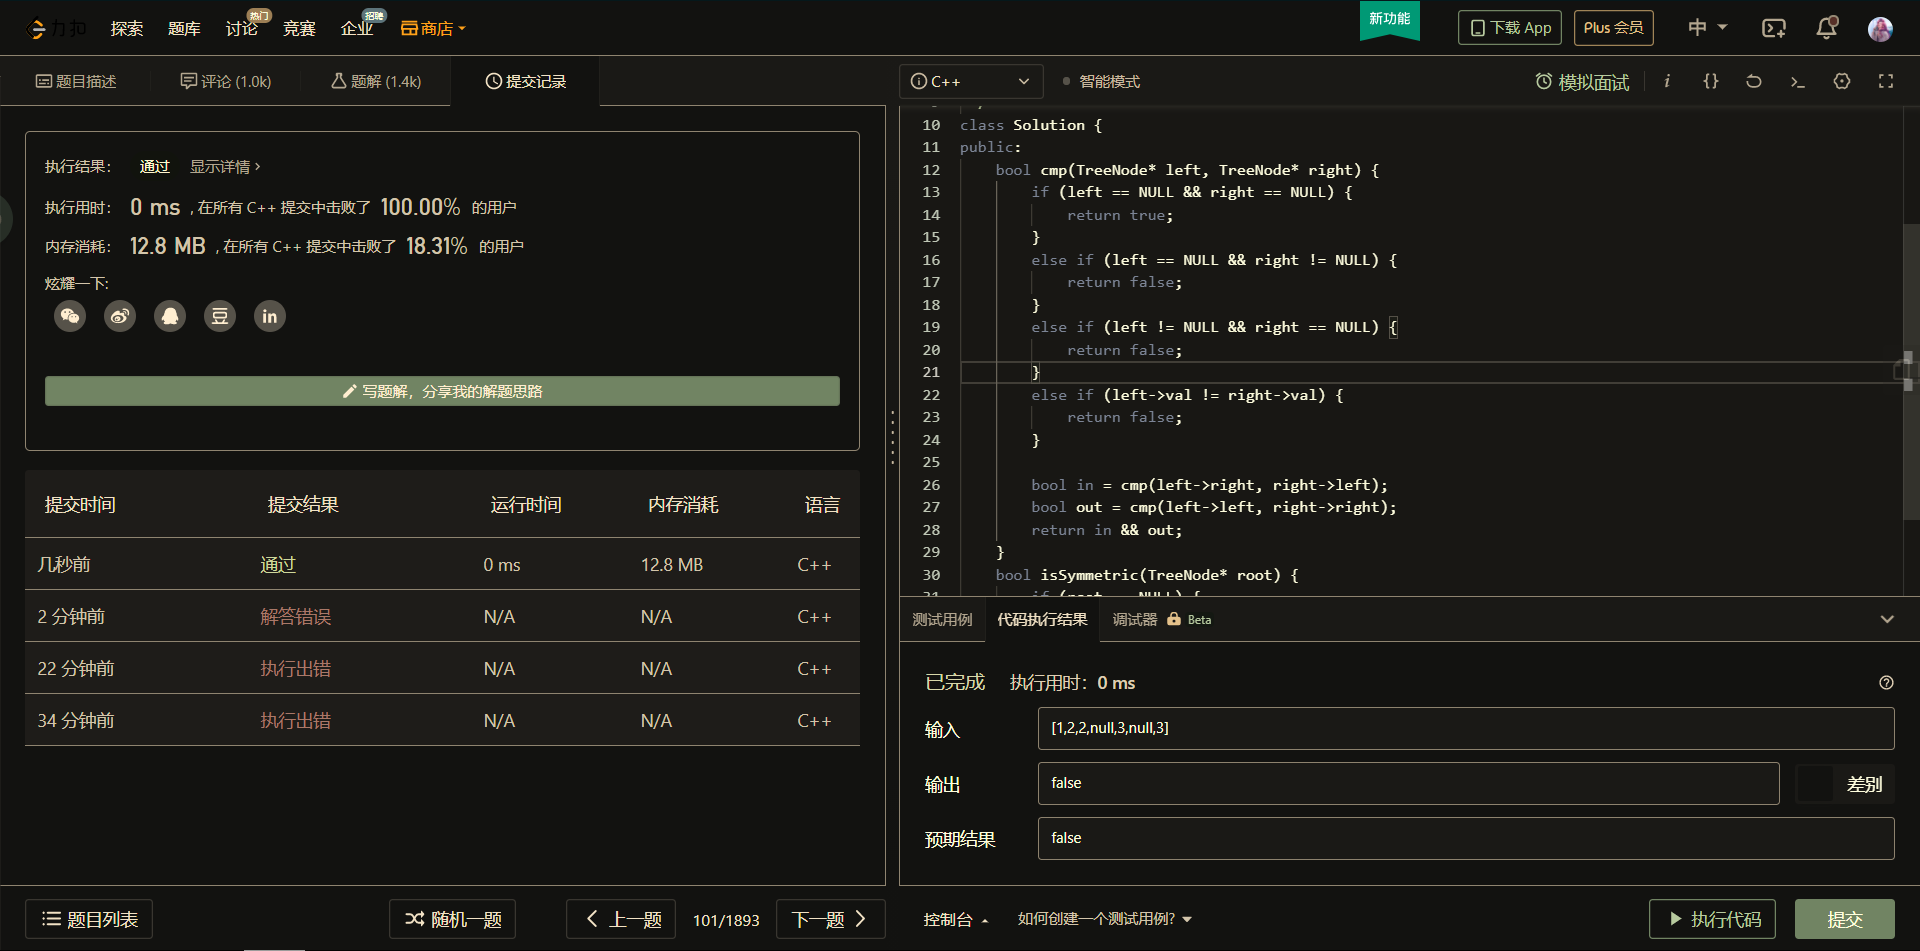 力扣
探索
题库
讨论
热门
竞赛
企业
招聘
商店
新功能
下载 App
Plus 会员
中
题目描述
评论 (1.0k)
题解 (1.4k)
提交记录
执行结果：
通过
显示详情 ›
执行用时：
0 ms
, 在所有 C++ 提交中击败了
100.00%
的用户
内存消耗：
12.8 MB
, 在所有 C++ 提交中击败了
18.31%
的用户
炫耀一下:
豆
in
写题解，分享我的解题思路
提交时间 提交结果 运行时间 内存消耗 语言
几秒前 通过 0 ms 12.8 MB C++
2 分钟前 解答错误 N/A N/A C++
22 分钟前 执行出错 N/A N/A C++
34 分钟前 执行出错 N/A N/A C++
题目列表
随机一题
上一题
101/1893
下一题
C++
智能模式
模拟面试
i
{}
10 class Solution {
11 public:
12 bool cmp(TreeNode* left, TreeNode* right) {
13 if (left == NULL && right == NULL) {
14 return true;
15 }
16 else if (left == NULL && right != NULL) {
17 return false;
18 }
19 else if (left != NULL && right == NULL) {
20 return false;
21 }
22 else if (left->val != right->val) {
23 return false;
24 }
25
26 bool in = cmp(left->right, right->left);
27 bool out = cmp(left->left, right->right);
28 return in && out;
29 }
30 bool isSymmetric(TreeNode* root) {
测试用例
代码执行结果
调试器
Beta
已完成
执行用时：0 ms
输入
[1,2,2,null,3,null,3]
输出
false
差别
预期结果
false
控制台
如何创建一个测试用例?
执行代码
提交